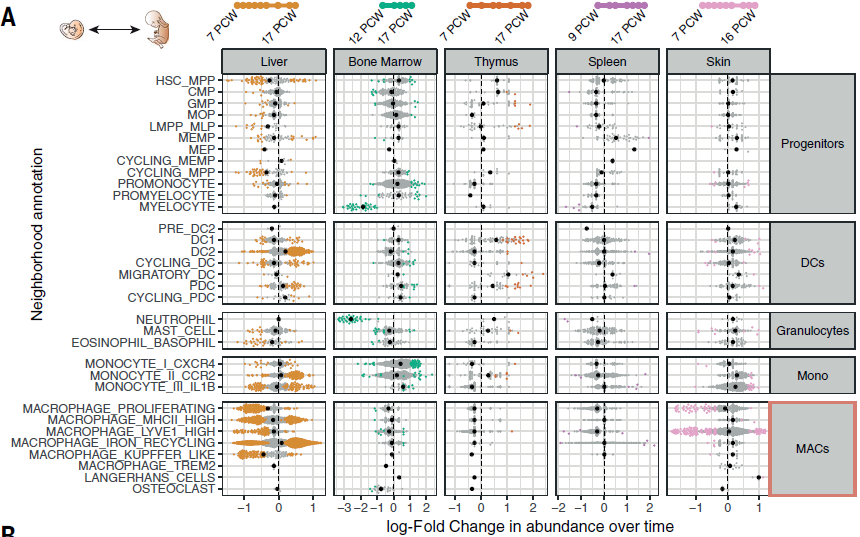 A
7 PCW 17 PCW 12 PCW 17 PCW 7 PCW 17 PCW 9 PCW 17 PCW 7 PCW 16 PCW
Liver Bone Marrow Thymus Spleen Skin
Neighborhood annotation
HSC_MPP
CMP
GMP
MOP
LMPP_MLP
MEMP
MEP
CYCLING_MEMP
CYCLING_MPP
PROMONOCYTE
PROMYELOCYTE
MYELOCYTE
Progenitors
PRE_DC2
DC1
DC2
CYCLING_DC
MIGRATORY_DC
PDC
CYCLING_PDC
DCs
NEUTROPHIL
MAST_CELL
EOSINOPHIL_BASOPHIL
Granulocytes
MONOCYTE_I_CXCR4
MONOCYTE_II_CCR2
MONOCYTE_III_IL1B
Mono
MACROPHAGE_PROLIFERATING
MACROPHAGE_MHCII_HIGH
MACROPHAGE_LYVE1_HIGH
MACROPHAGE_IRON_RECYCLING
MACROPHAGE_KUPFFER_LIKE
MACROPHAGE_TREM2
LANGERHANS_CELLS
OSTEOCLAST
MACs
−1 0 1 −3 −2 −1 0 1 2 −1 0 1 2 −2 −1 0 1 2 −1 0 1
log-Fold Change in abundance over time
B